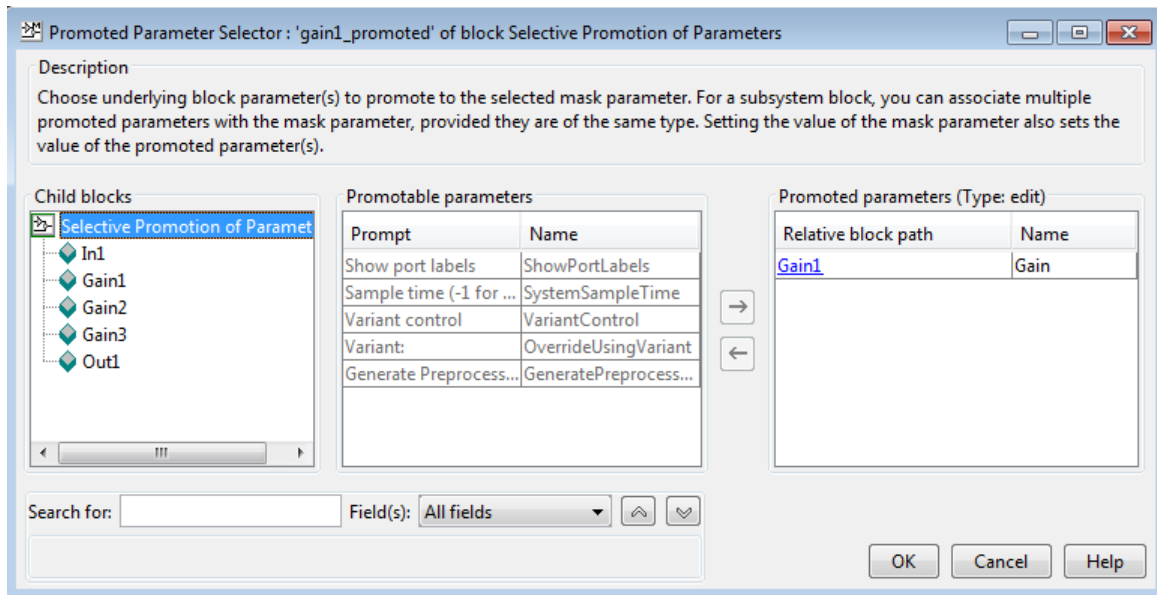 Promoted Parameter Selector : 'gain1_promoted' of block Selective Promotion of Parameters
Description
Choose underlying block parameter(s) to promote to the selected mask parameter. For a subsystem block, you can associate multiple
promoted parameters with the mask parameter, provided they are of the same type. Setting the value of the mask parameter also sets the
value of the promoted parameter(s).
Child blocks
Selective Promotion of Paramet
In1
Gain1
Gain2
Gain3
Out1
Promotable parameters
Prompt Name
Show port labels ShowPortLabels
Sample time (-1 for ... SystemSampleTime
Variant control VariantControl
Variant: OverrideUsingVariant
Generate Preprocess... GeneratePreprocess...
Promoted parameters (Type: edit)
Relative block path Name
Gain1 Gain
Search for: Field(s): All fields
OK Cancel Help